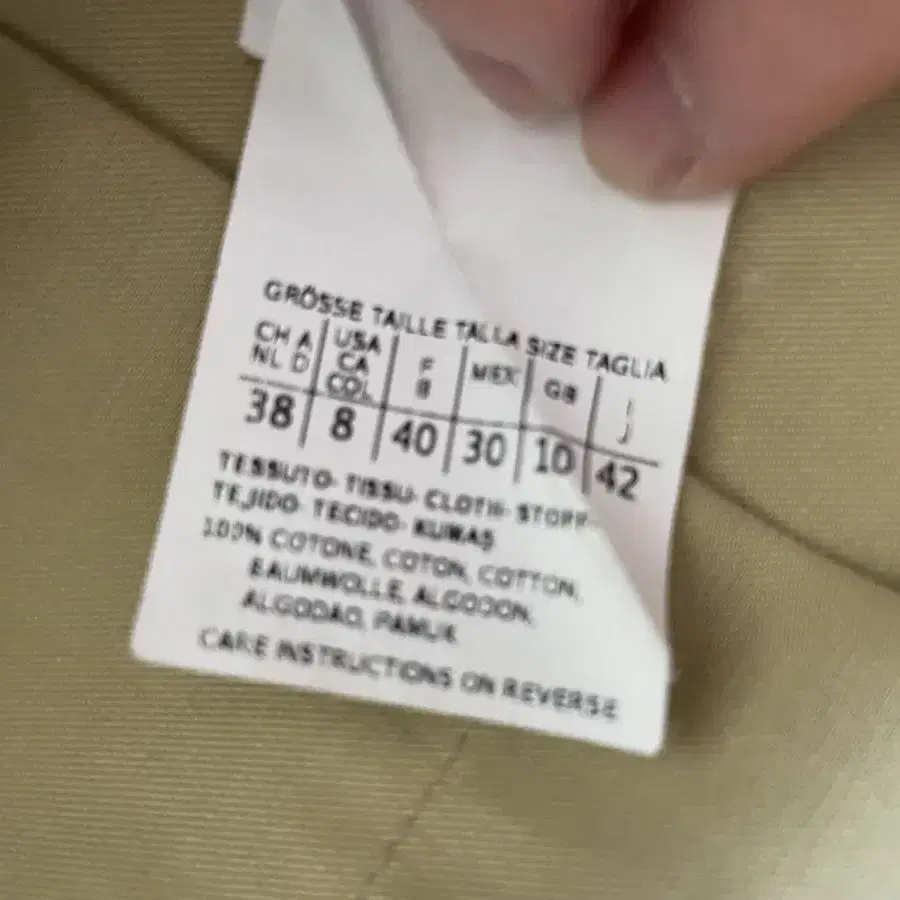 GRÖSSE TAILLE TALLA SIZE TAGLIA
CH A USA F MEX GB I
NL D CA B J
COL
38 8 40 30 10 42
TESSUTO- TISSU- CLOTH- STOFF-
TEJIDO- TECIDO- KUMAS
100% COTONE, COTON, COTTON,
BAUMWOLLE, ALGODON,
ALGODAO, PAMUK
CARE INSTRUCTIONS ON REVERSE